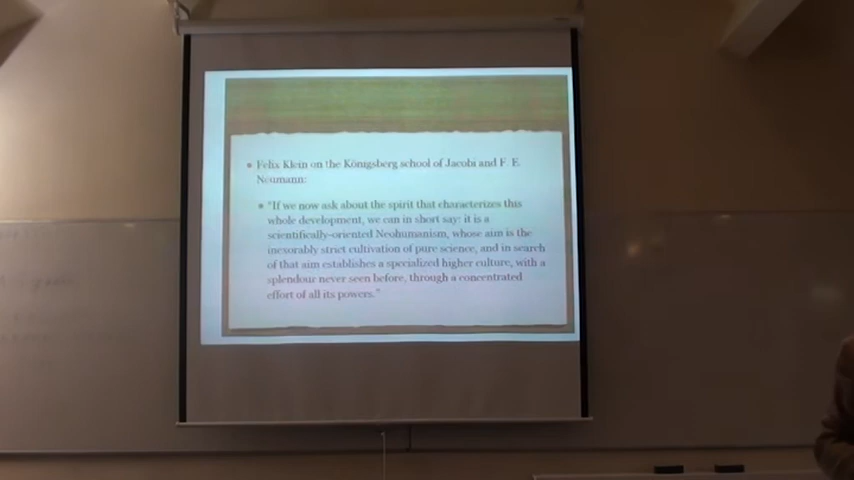 Felix Klein on the Königsberg school of Jacobi and F. E.
Neumann:
"If we now ask about the spirit that characterizes this
whole development, we can in short say: it is a
scientifically-oriented Neohumanism, whose aim is the
inexorably strict cultivation of pure science, and in search
of that aim establishes a specialized higher culture, with a
splendour never seen before, through a concentrated
effort of all its powers."